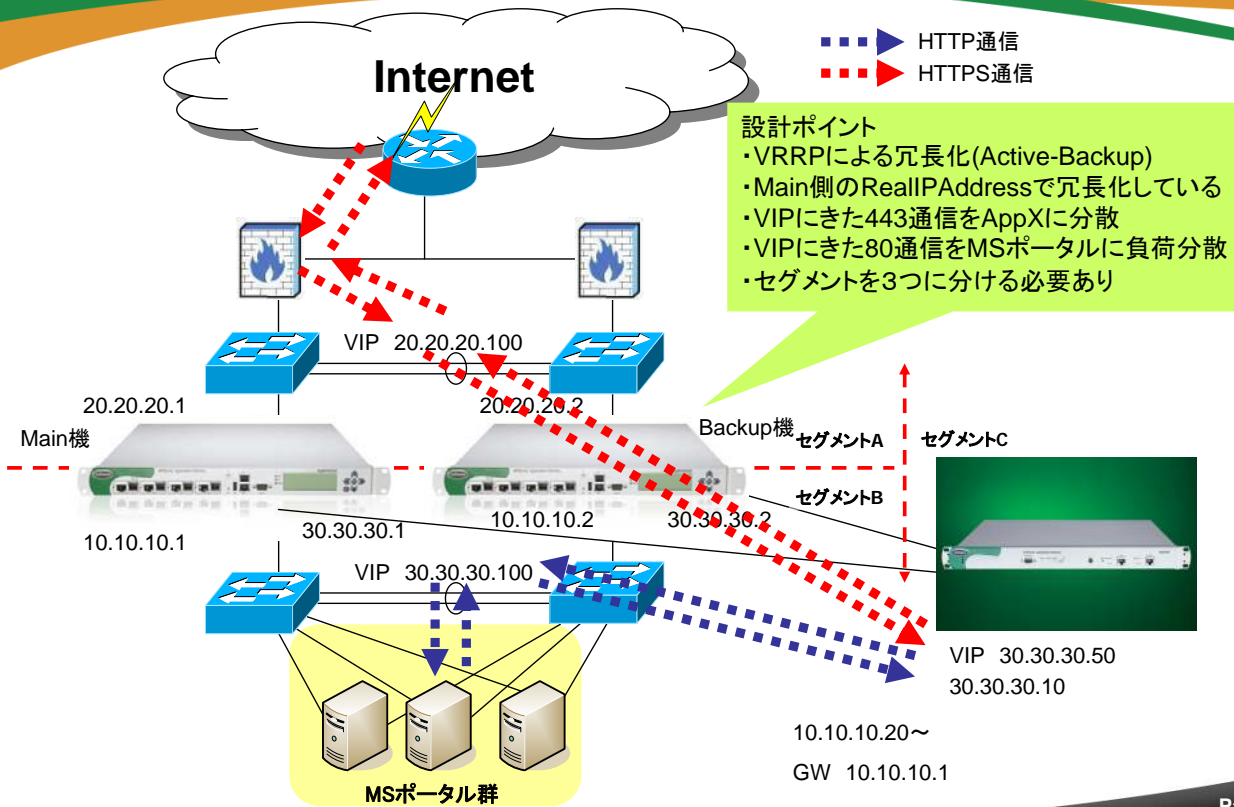 Internet
HTTP通信
HTTPS通信
設計ポイント
・VRRPによる冗長化(Active-Backup)
・Main側のRealIPAddressで冗長化している
・VIPにきた443通信をAppXに分散
・VIPにきた80通信をMSポータルに負荷分散
・セグメントを3つに分ける必要あり
VIP 20.20.20.100
20.20.20.1
20.20.20.2
Main機
Backup機
セグメントA
セグメントC
セグメントB
10.10.10.1
30.30.30.1
10.10.10.2
30.30.30.2
VIP 30.30.30.100
VIP 30.30.30.50
30.30.30.10
10.10.10.20～
GW 10.10.10.1
MSポータル群